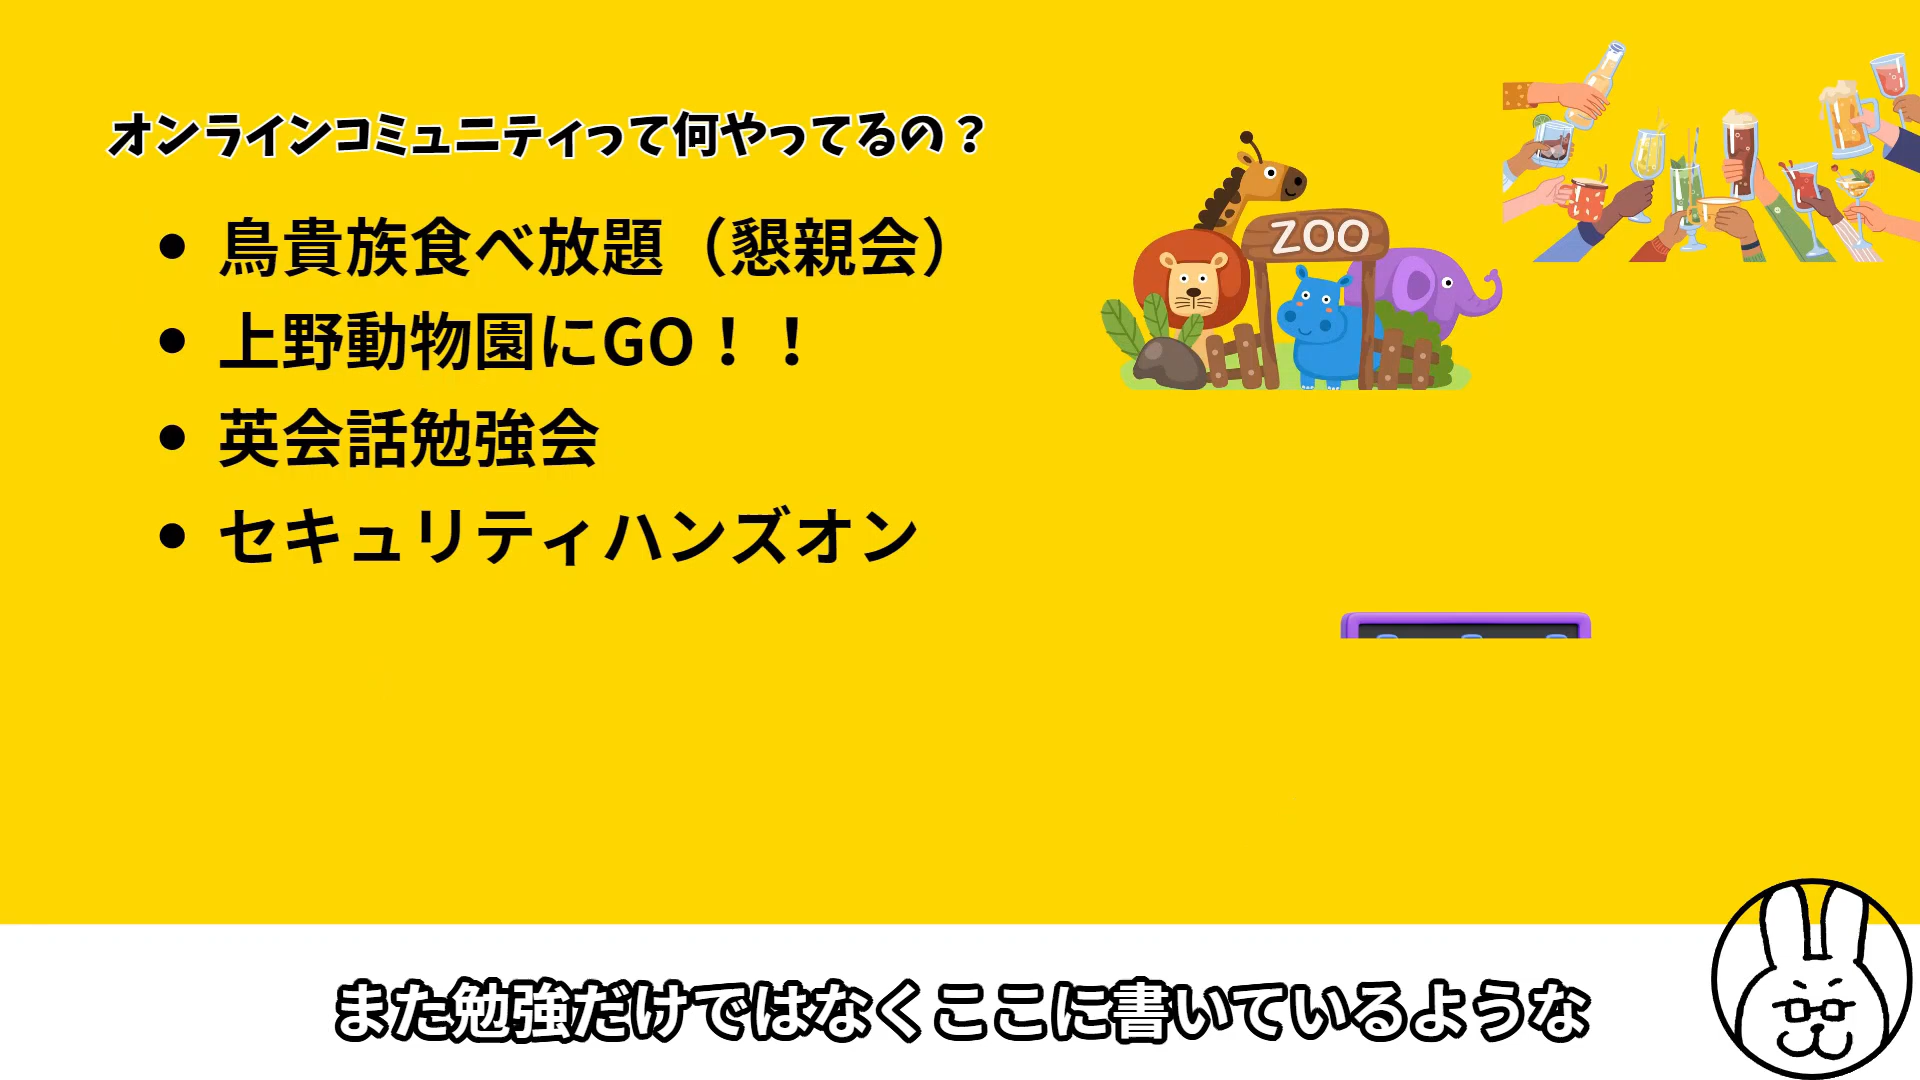 オンラインコミュニティって何やってるの？
• 鳥貴族食べ放題（懇親会）
• 上野動物園にGO！！
• 英会話勉強会
• セキュリティハンズオン
ZOO
また勉強だけではなくここに書いているような